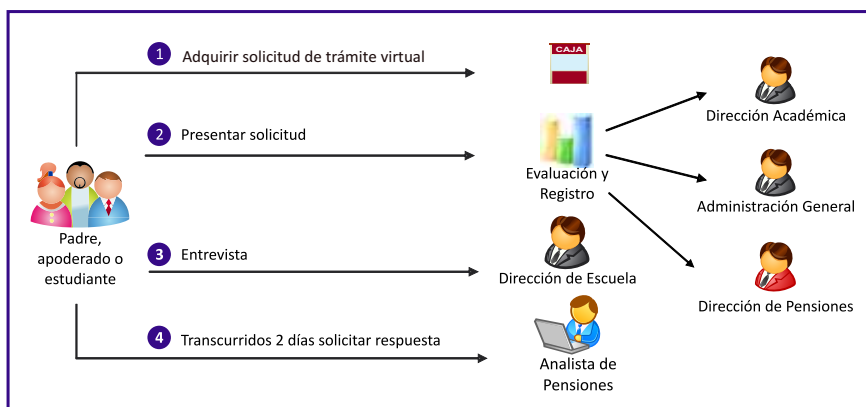 1 Adquirir solicitud de trámite virtual
CAJA
2 Presentar solicitud
Evaluación y
Registro
Dirección Académica
Administración General
Dirección de Pensiones
Padre,
apoderado o
estudiante
3 Entrevista
Dirección de Escuela
4 Transcurridos 2 días solicitar respuesta
Analista de
Pensiones